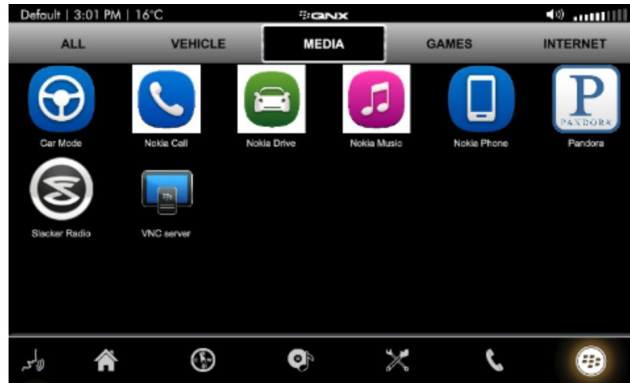 Default | 3:01 PM | 16°C
QNX
ALL VEHICLE MEDIA GAMES INTERNET
Car Mode Nokia Call Nokia Drive Nokia Music Nokia Phone P PANDORA Pandora
Slacker Radio VNC server